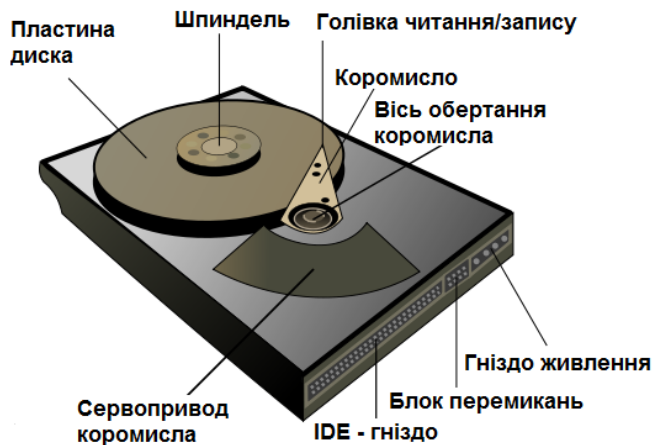 Шпиндель
Голівка читання/запису
Пластина
диска
Коромисло
Вісь обертання
коромисла
Гніздо живлення
Блок перемикань
Сервопривод
коромисла
IDE - гніздо